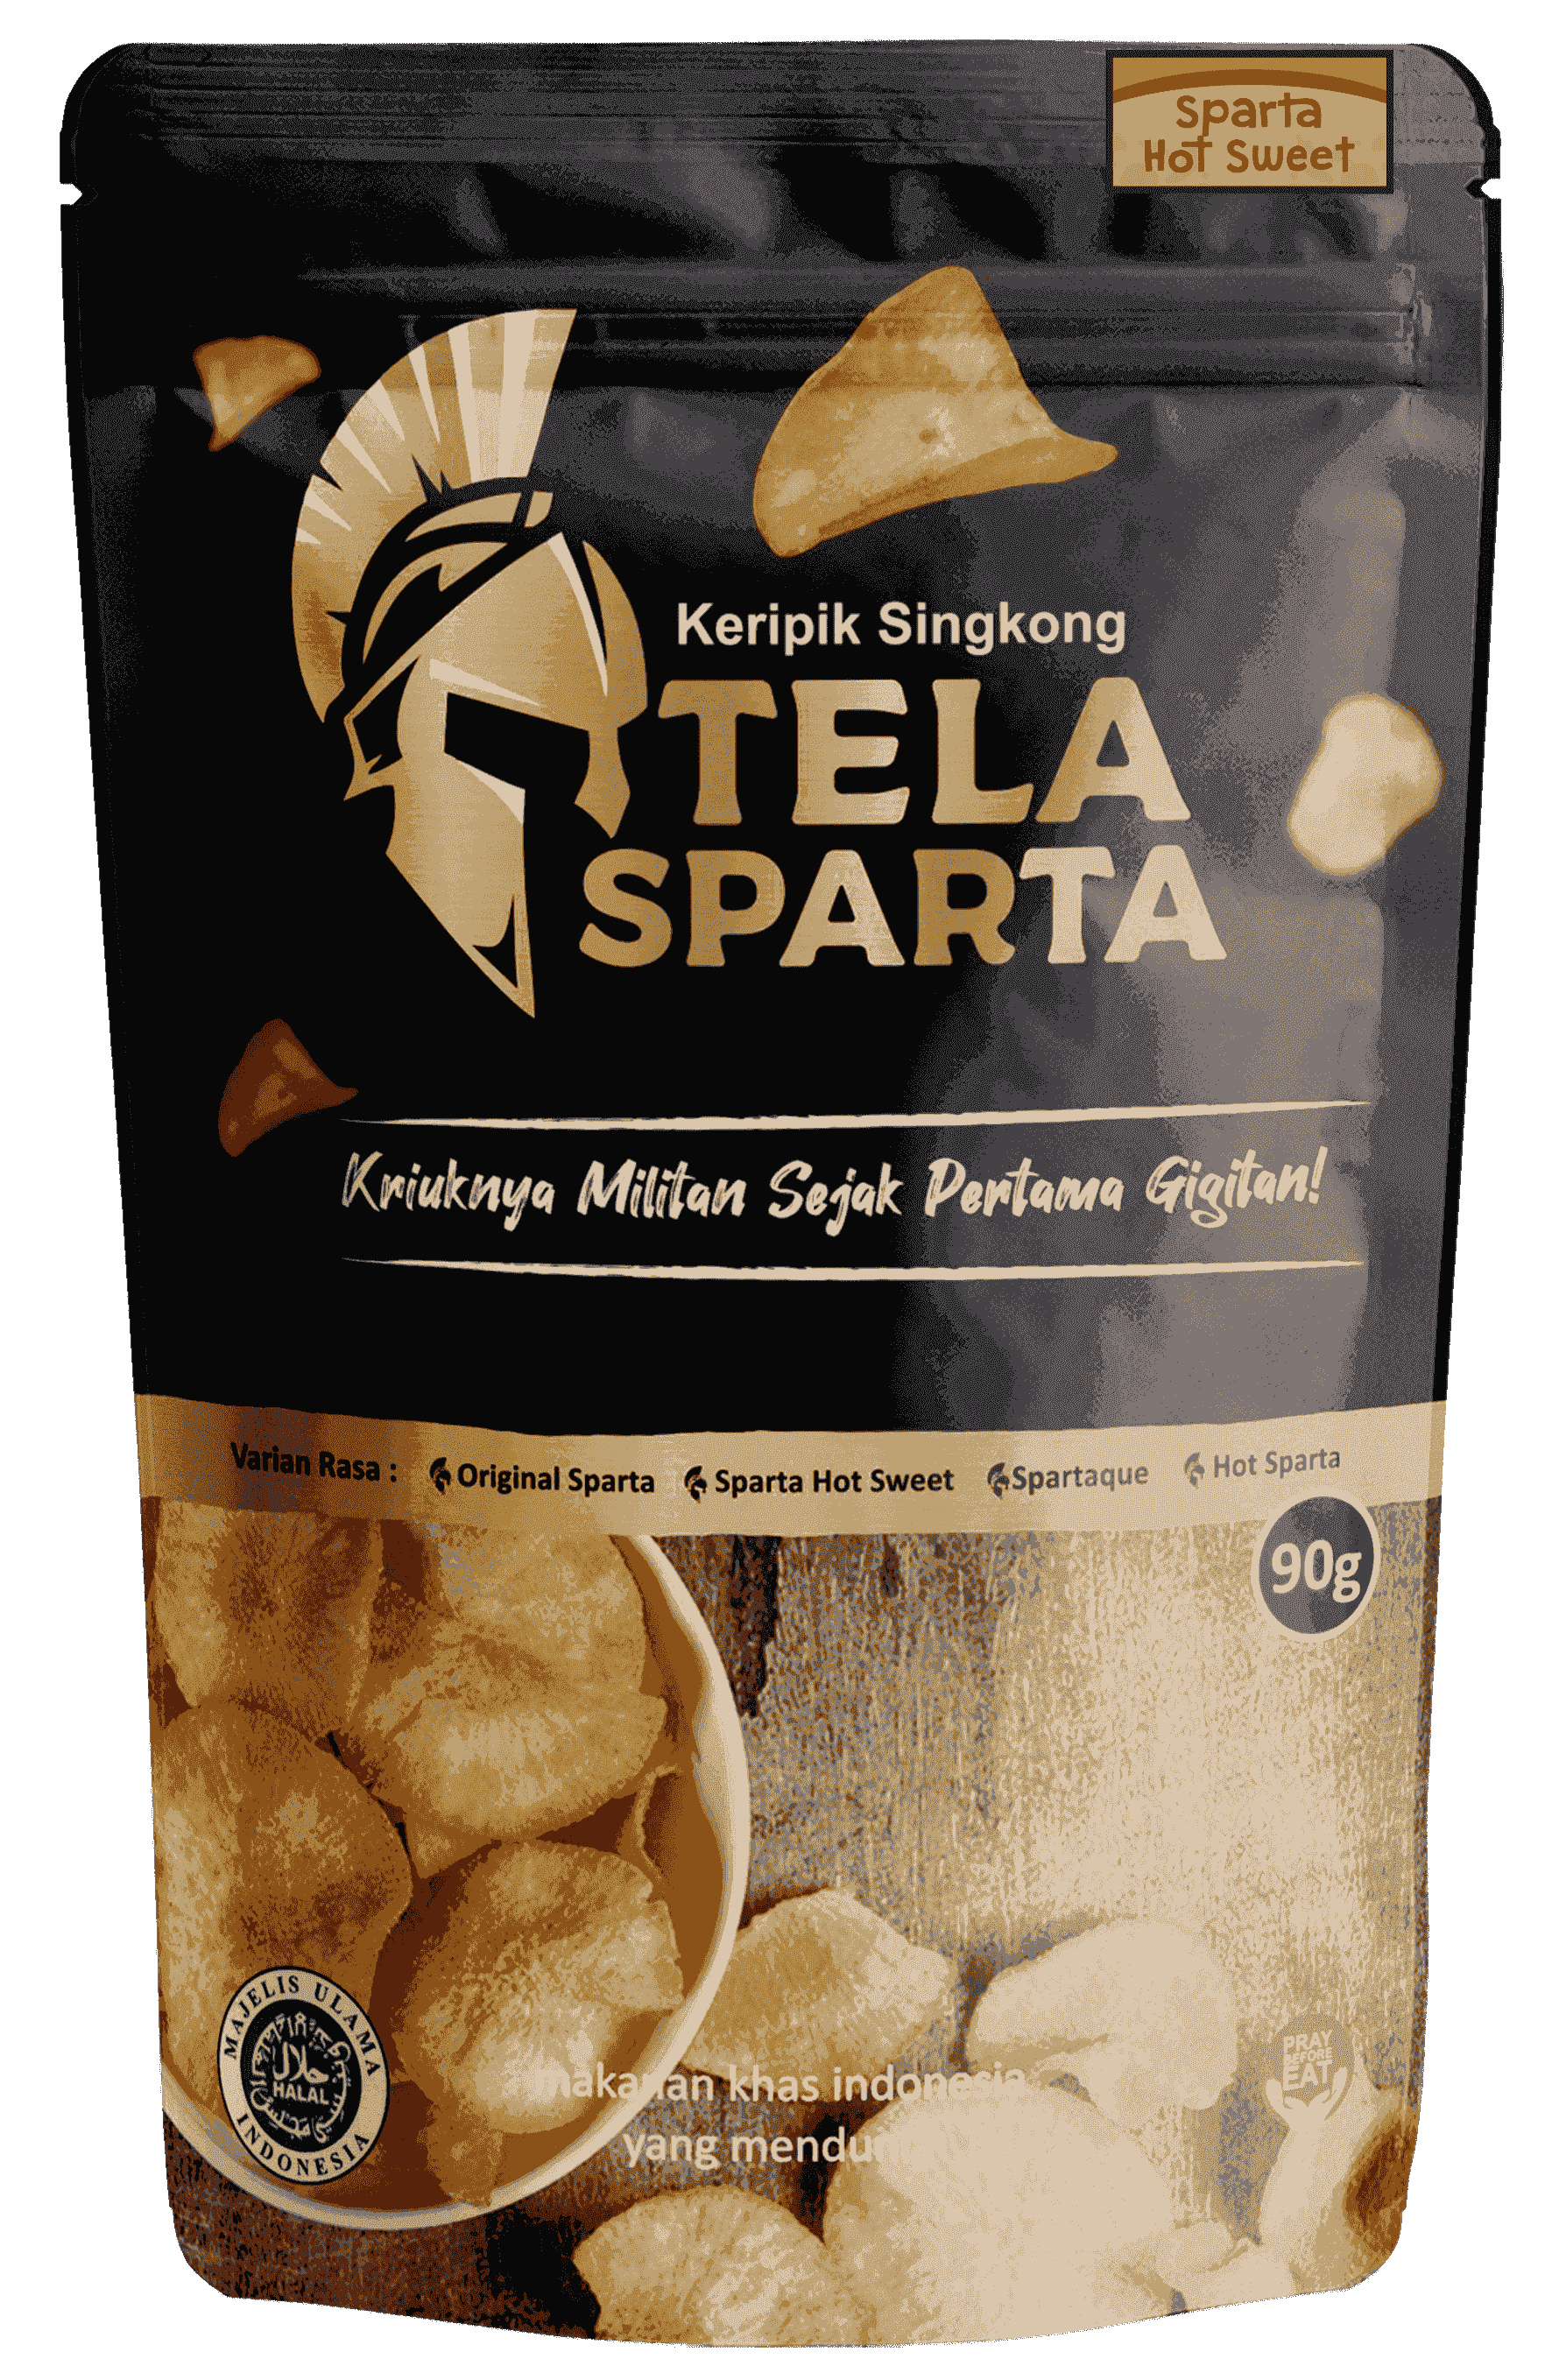 Sparta
Hot Sweet
Keripik Singkong
TELA
SPARTA
Kriuknya Militan Sejak Pertama Gigitan!
Varian Rasa : Original Sparta Sparta Hot Sweet Spartaque Hot Sparta
90g
MAJELIS ULAMA
حلال
HALAL
INDONESIA
PRAY
BEFORE
EAT
makanan khas indonesia
yang